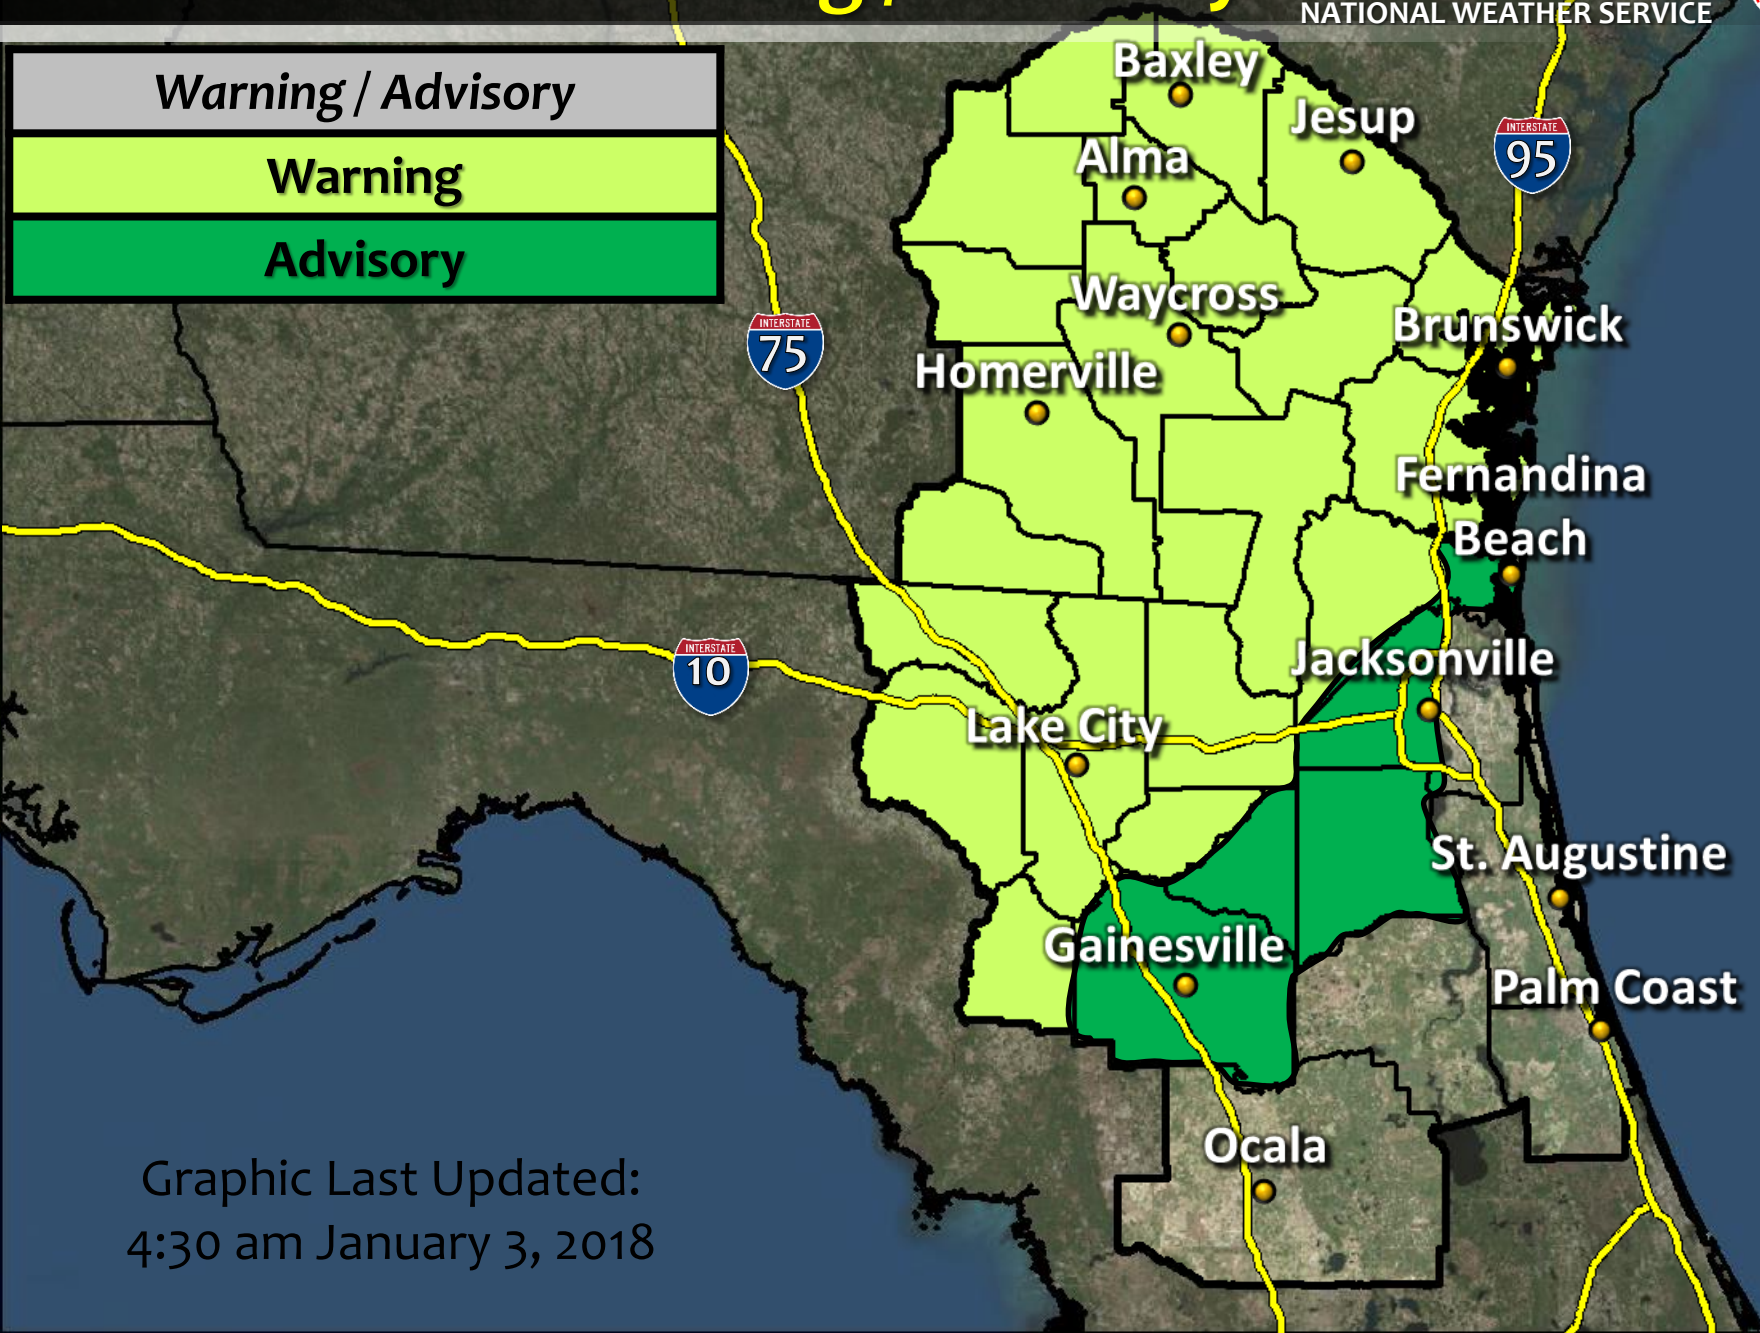 NATIONAL WEATHER SERVICE
Warning / Advisory
Warning
Advisory
Baxley
Jesup
INTERSTATE
95
Alma
Waycross
INTERSTATE
75
Brunswick
Homerville
Fernandina
Beach
INTERSTATE
10
Jacksonville
Lake City
St. Augustine
Gainesville
Palm Coast
Ocala
Graphic Last Updated:
4:30 am January 3, 2018